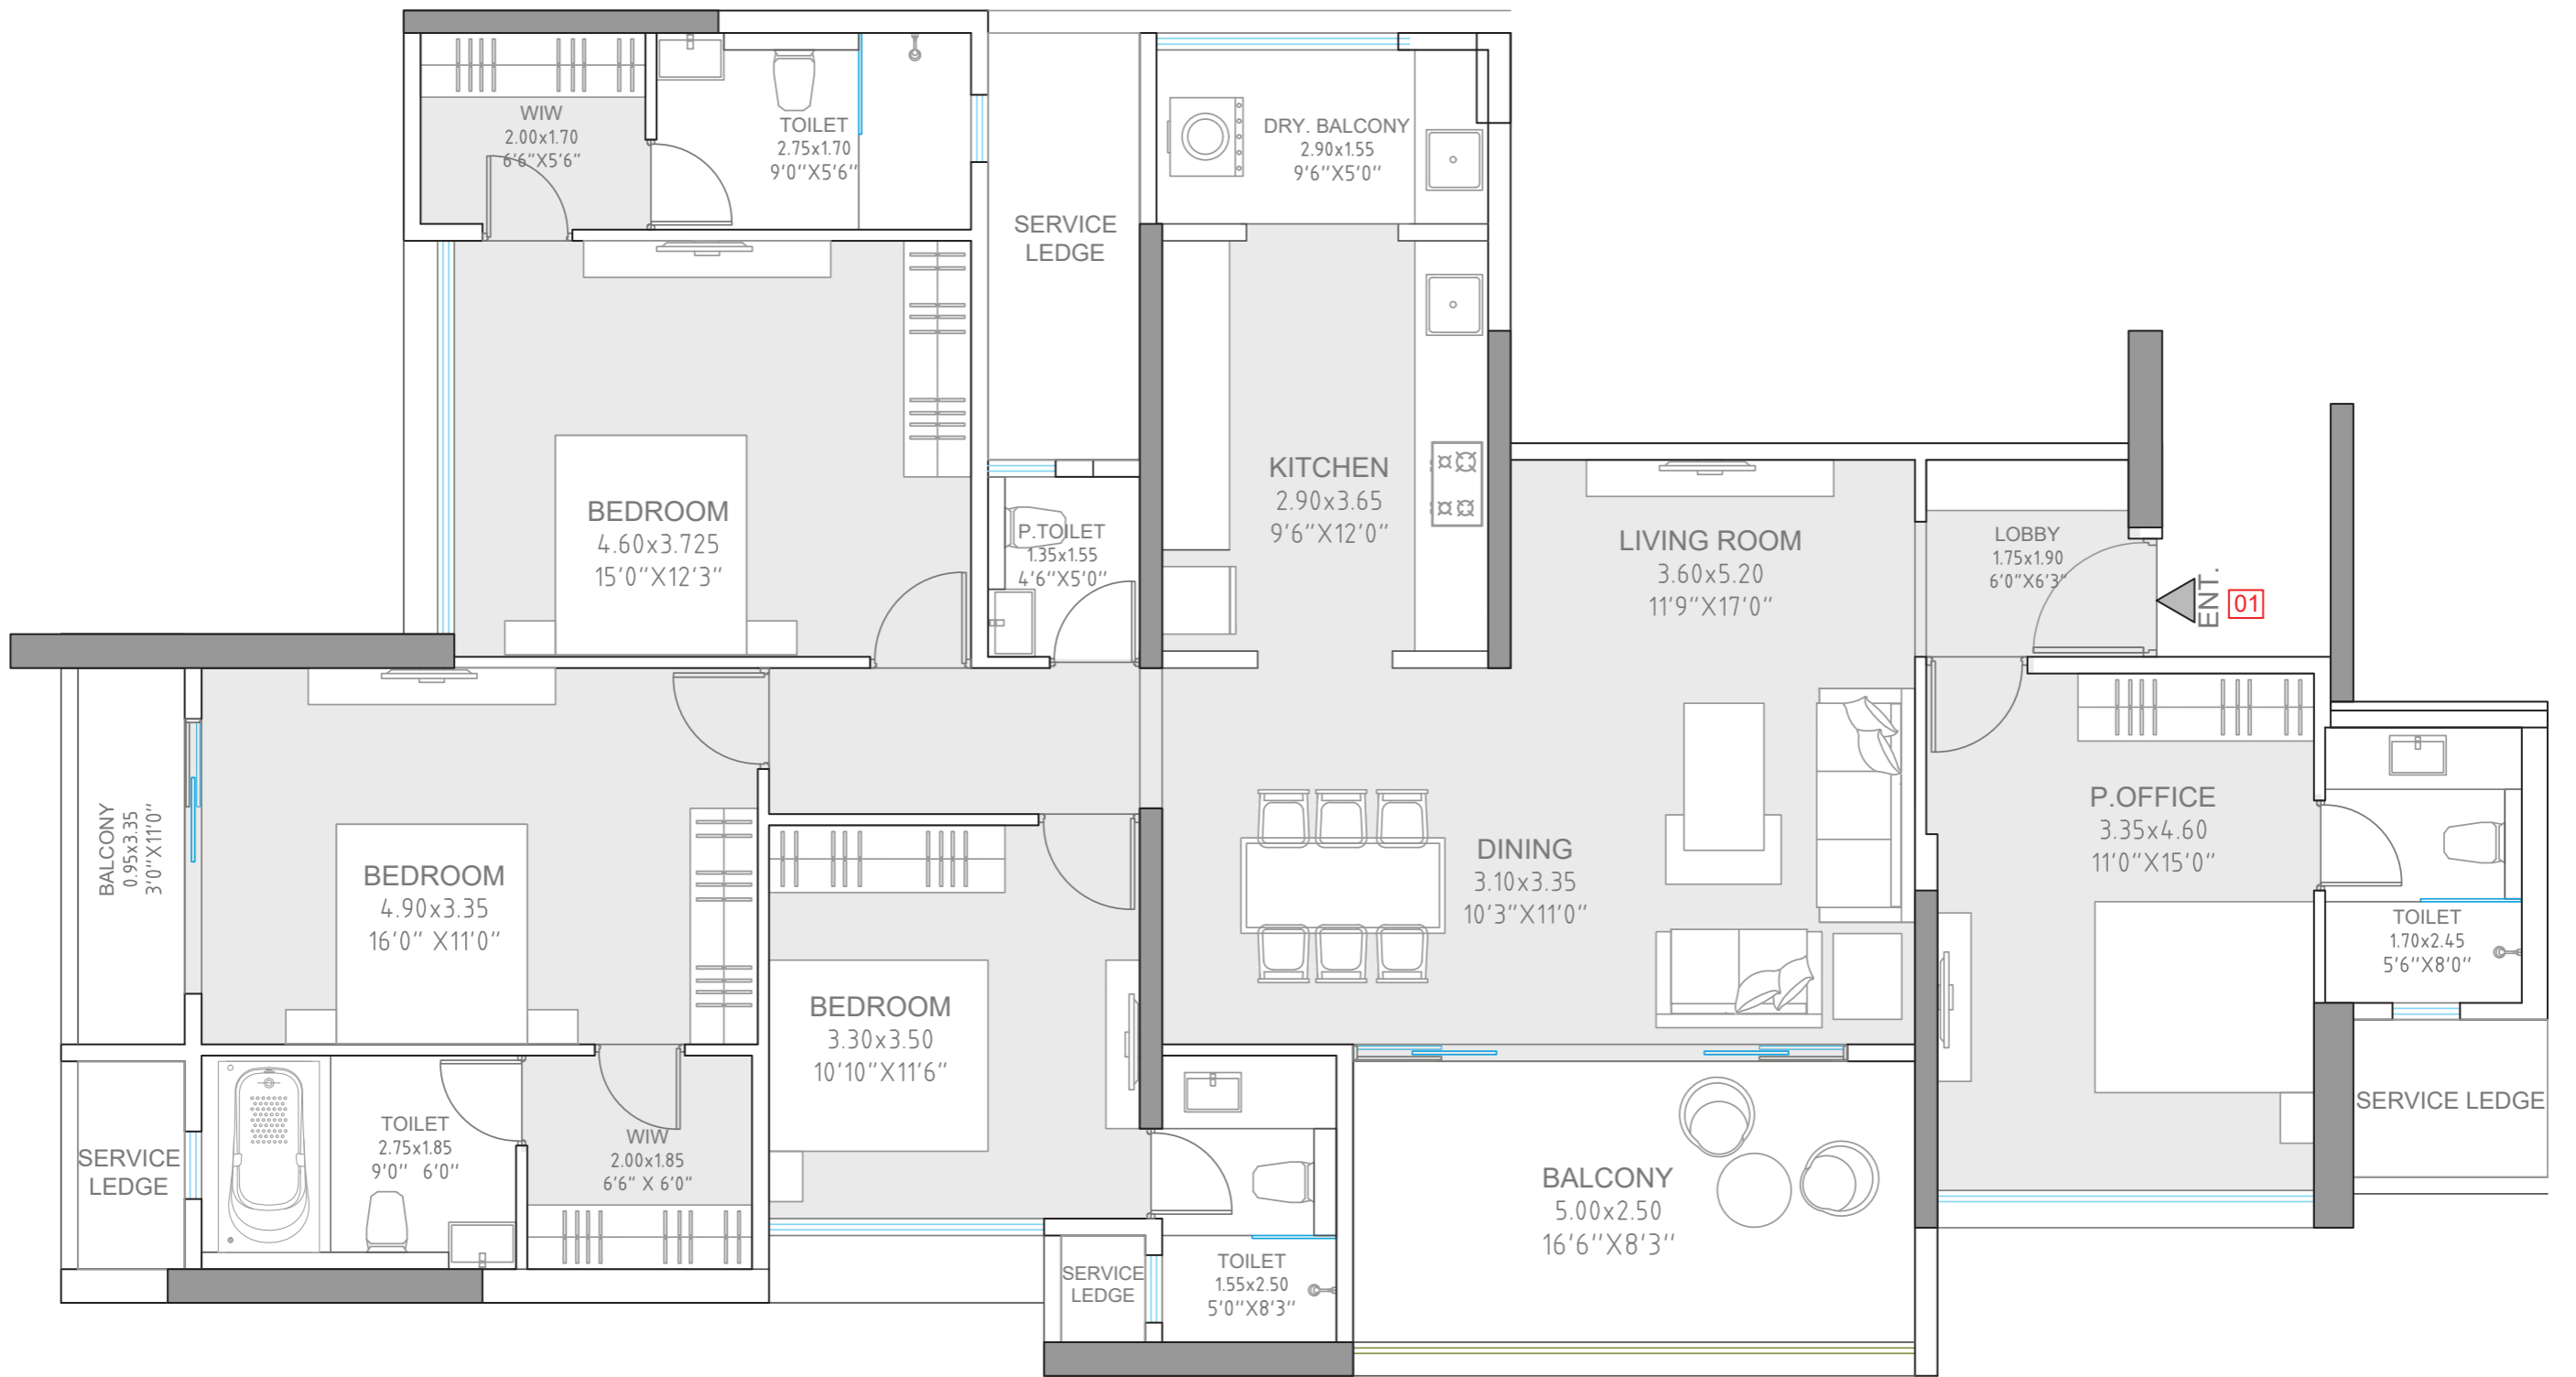 WIW
2.00x1.70
6'6"X5'6"
TOILET
2.75x1.70
9'0"X5'6"
SERVICE
LEDGE
DRY. BALCONY
2.90x1.55
9'6"X5'0"
BEDROOM
4.60x3.725
15'0"X12'3"
P.TOILET
1.35x1.55
4'6"X5'0"
KITCHEN
2.90x3.65
9'6"X12'0"
LIVING ROOM
3.60x5.20
11'9"X17'0"
LOBBY
1.75x1.90
6'0"X6'3"
ENT.
01
BALCONY
0.95x3.35
3'0"X11'0"
BEDROOM
4.90x3.35
16'0" X11'0"
BEDROOM
3.30x3.50
10'10"X11'6"
DINING
3.10x3.35
10'3"X11'0"
P.OFFICE
3.35x4.60
11'0"X15'0"
TOILET
1.70x2.45
5'6"X8'0"
SERVICE LEDGE
SERVICE
LEDGE
TOILET
2.75x1.85
9'0" 6'0"
WIW
2.00x1.85
6'6" X 6'0"
SERVICE
LEDGE
TOILET
1.55x2.50
5'0"X8'3"
BALCONY
5.00x2.50
16'6"X8'3"